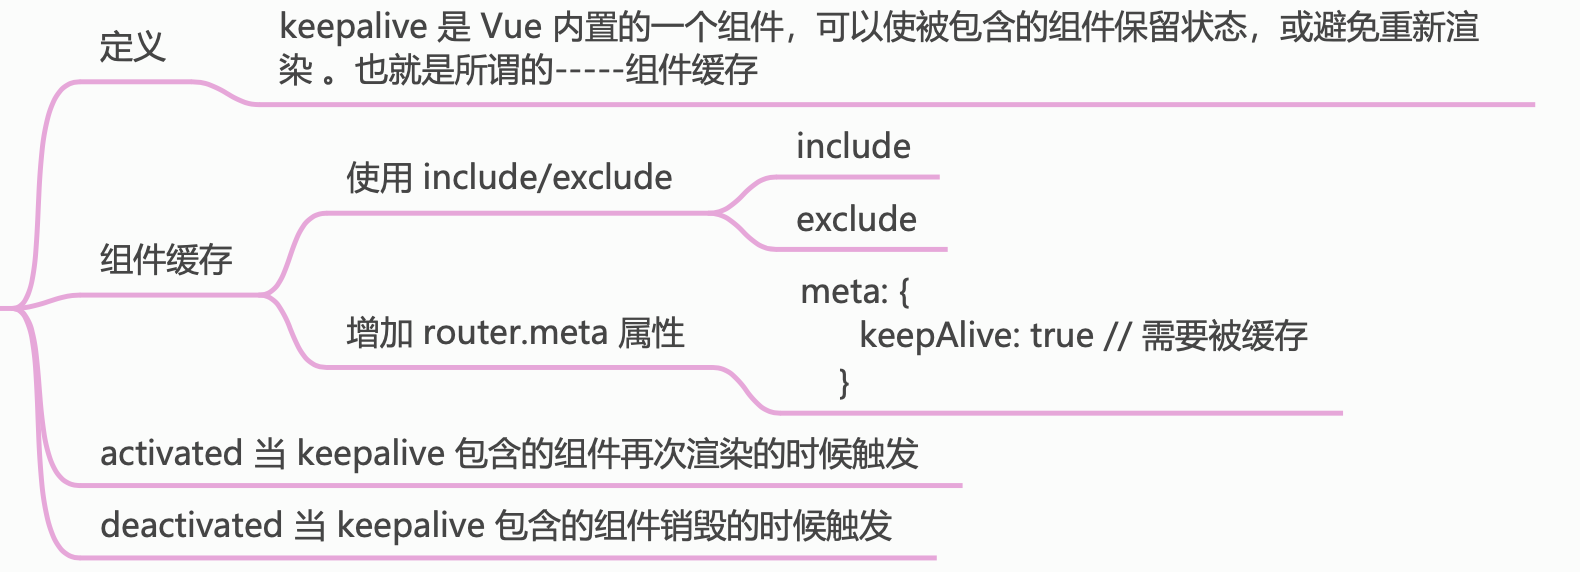 定义
keepalive 是 Vue 内置的一个组件，可以使被包含的组件保留状态，或避免重新渲
染 。也就是所谓的-----组件缓存
组件缓存
使用 include/exclude
include
exclude
增加 router.meta 属性
meta: {
keepAlive: true // 需要被缓存
}
activated 当 keepalive 包含的组件再次渲染的时候触发
deactivated 当 keepalive 包含的组件销毁的时候触发